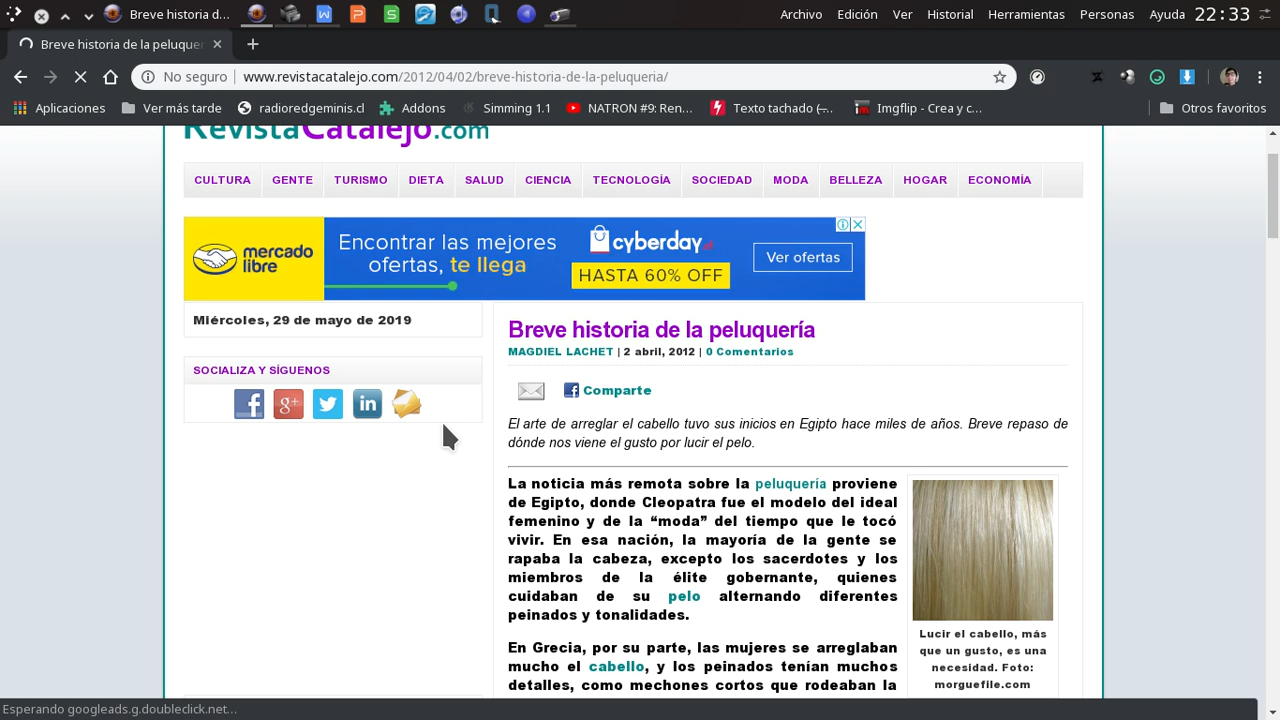 Breve historia d…
Archivo Edición Ver Historial Herramientas Personas Ayuda 22:33
Breve historia de la peluquer
No seguro www.revistacatalejo.com/2012/04/02/breve-historia-de-la-peluqueria/
Aplicaciones Ver más tarde radioredgeminis.cl Addons Simming 1.1 NATRON #9: Ren… Texto tachado (… Imgflip - Crea y c… Otros favoritos
RevistaCatalejo.com
CULTURA GENTE TURISMO DIETA SALUD CIENCIA TECNOLOGÍA SOCIEDAD MODA BELLEZA HOGAR ECONOMÍA
mercado
libre
Encontrar las mejores
ofertas, te llega
cyberday.cl
HASTA 60% OFF
Ver ofertas
Miércoles, 29 de mayo de 2019
SOCIALIZA Y SÍGUENOS
Breve historia de la peluquería
MAGDIEL LACHET | 2 abril, 2012 | 0 Comentarios
Comparte
El arte de arreglar el cabello tuvo sus inicios en Egipto hace miles de años. Breve repaso de
dónde nos viene el gusto por lucir el pelo.
La noticia más remota sobre la peluquería proviene
de Egipto, donde Cleopatra fue el modelo del ideal
femenino y de la “moda” del tiempo que le tocó
vivir. En esa nación, la mayoría de la gente se
rapaba la cabeza, excepto los sacerdotes y los
miembros de la élite gobernante, quienes
cuidaban de su pelo alternando diferentes
peinados y tonalidades.
En Grecia, por su parte, las mujeres se arreglaban
mucho el cabello, y los peinados tenían muchos
detalles, como mechones cortos que rodeaban la
Lucir el cabello, más
que un gusto, es una
necesidad. Foto:
morguefile.com
Esperando googleads.g.doubleclick.net…